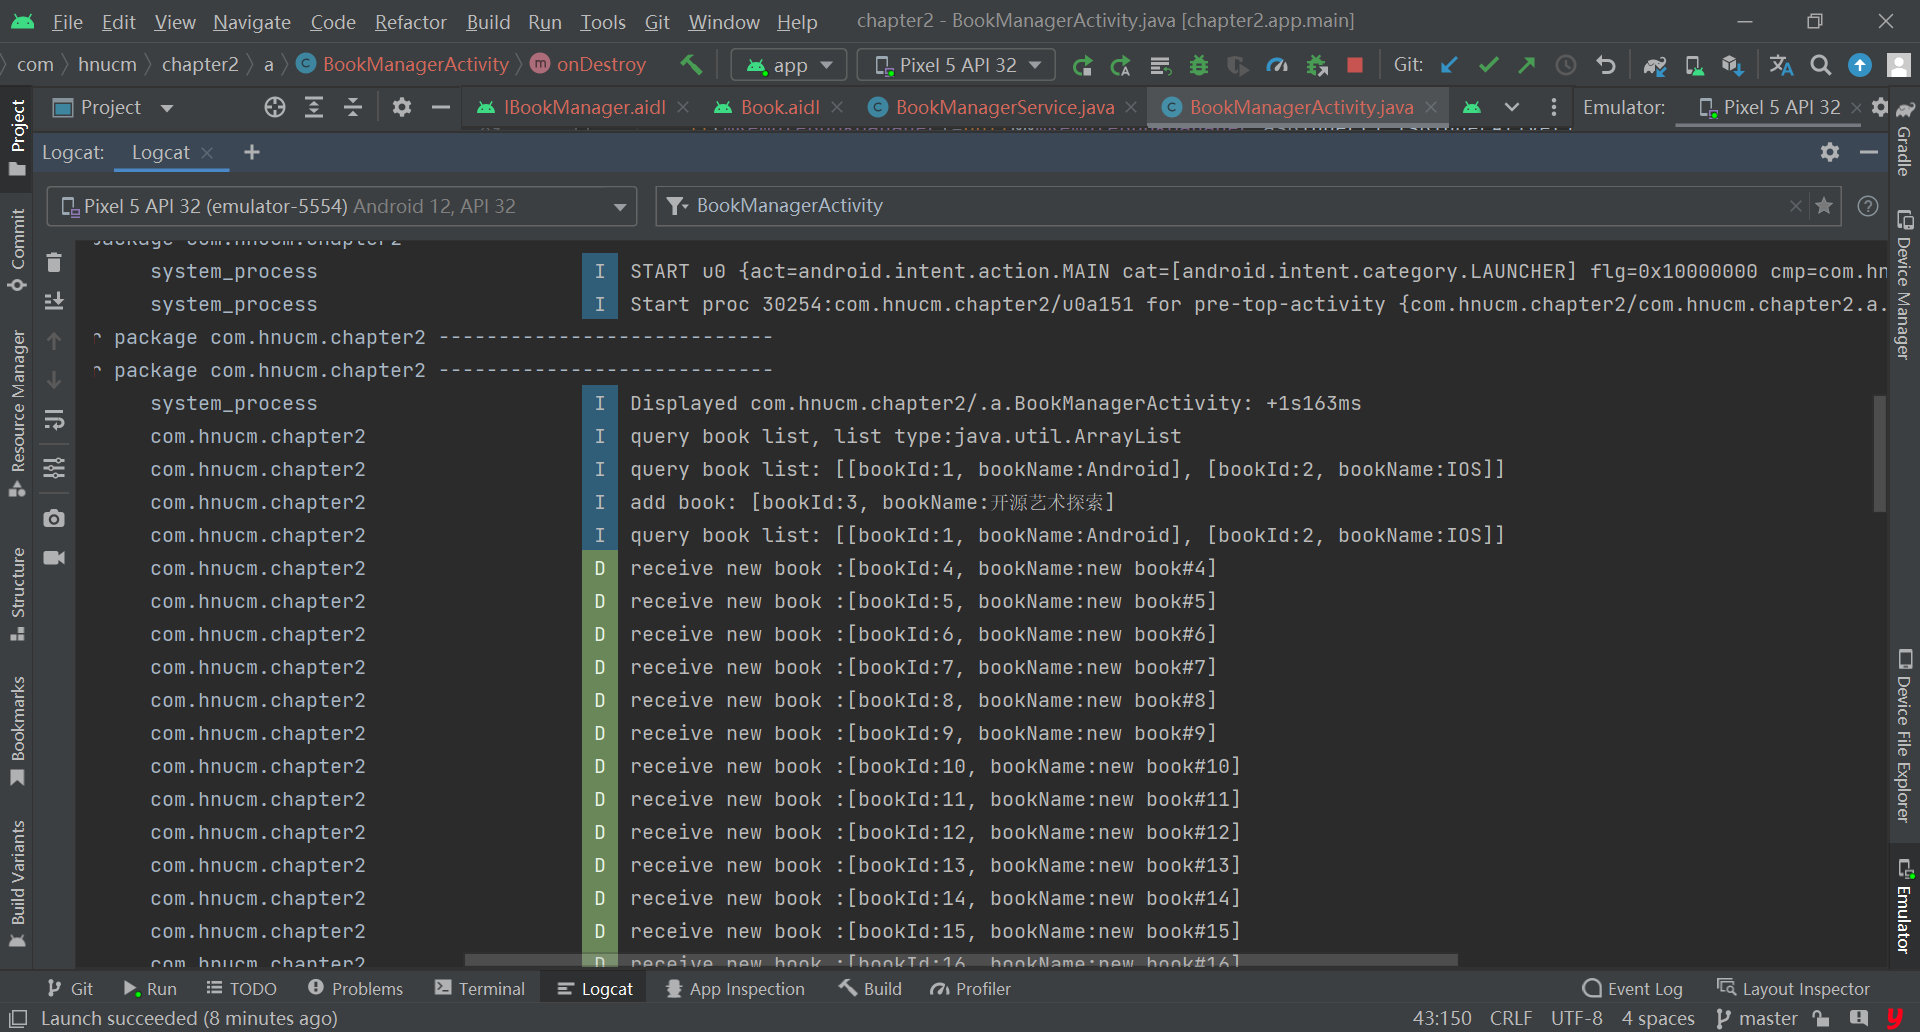 File Edit View Navigate Code Refactor Build Run Tools Git Window Help chapter2 - BookManagerActivity.java [chapter2.app.main]
com hnucm chapter2 a BookManagerActivity onDestroy app Pixel 5 API 32 Git:
Project IBookManager.aidl Book.aidl BookManagerService.java BookManagerActivity.java Emulator: Pixel 5 API 32
Logcat: Logcat
Pixel 5 API 32 (emulator-5554) Android 12, API 32 BookManagerActivity
package com.hnucm.chapter2
system_process I START u0 {act=android.intent.action.MAIN cat=[android.intent.category.LAUNCHER] flg=0x10000000 cmp=com.hn
system_process I Start proc 30254:com.hnucm.chapter2/u0a151 for pre-top-activity {com.hnucm.chapter2/com.hnucm.chapter2.a.
r package com.hnucm.chapter2 ----------------------------
r package com.hnucm.chapter2 ----------------------------
system_process I Displayed com.hnucm.chapter2/.a.BookManagerActivity: +1s163ms
com.hnucm.chapter2 I query book list, list type:java.util.ArrayList
com.hnucm.chapter2 I query book list: [[bookId:1, bookName:Android], [bookId:2, bookName:IOS]]
com.hnucm.chapter2 I add book: [bookId:3, bookName:开源艺术探索]
com.hnucm.chapter2 I query book list: [[bookId:1, bookName:Android], [bookId:2, bookName:IOS]]
com.hnucm.chapter2 D receive new book :[bookId:4, bookName:new book#4]
com.hnucm.chapter2 D receive new book :[bookId:5, bookName:new book#5]
com.hnucm.chapter2 D receive new book :[bookId:6, bookName:new book#6]
com.hnucm.chapter2 D receive new book :[bookId:7, bookName:new book#7]
com.hnucm.chapter2 D receive new book :[bookId:8, bookName:new book#8]
com.hnucm.chapter2 D receive new book :[bookId:9, bookName:new book#9]
com.hnucm.chapter2 D receive new book :[bookId:10, bookName:new book#10]
com.hnucm.chapter2 D receive new book :[bookId:11, bookName:new book#11]
com.hnucm.chapter2 D receive new book :[bookId:12, bookName:new book#12]
com.hnucm.chapter2 D receive new book :[bookId:13, bookName:new book#13]
com.hnucm.chapter2 D receive new book :[bookId:14, bookName:new book#14]
com.hnucm.chapter2 D receive new book :[bookId:15, bookName:new book#15]
com.hnucm.chapter2 D receive new book :[bookId:16, bookName:new book#16]
Project
Commit
Resource Manager
Structure
Bookmarks
Build Variants
Gradle
Device Manager
Device File Explorer
Emulator
Git Run TODO Problems Terminal Logcat App Inspection Build Profiler Event Log Layout Inspector
Launch succeeded (8 minutes ago) 43:150 CRLF UTF-8 4 spaces master